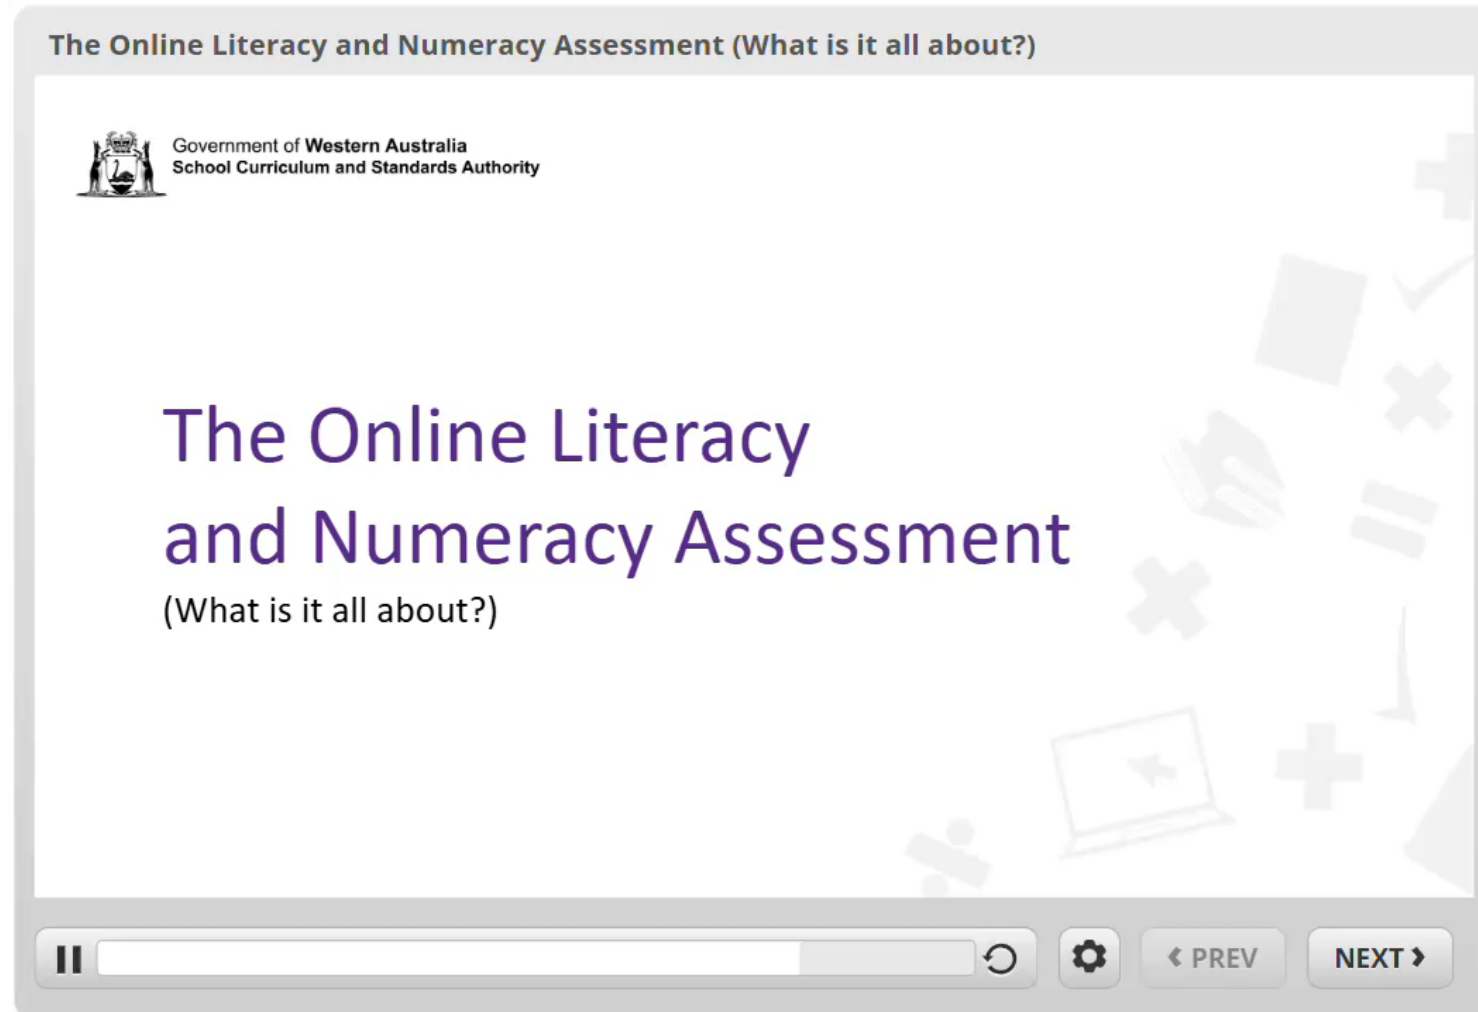 The Online Literacy and Numeracy Assessment (What is it all about?)
Government of Western Australia
School Curriculum and Standards Authority
The Online Literacy
and Numeracy Assessment
(What is it all about?)
PREV
NEXT